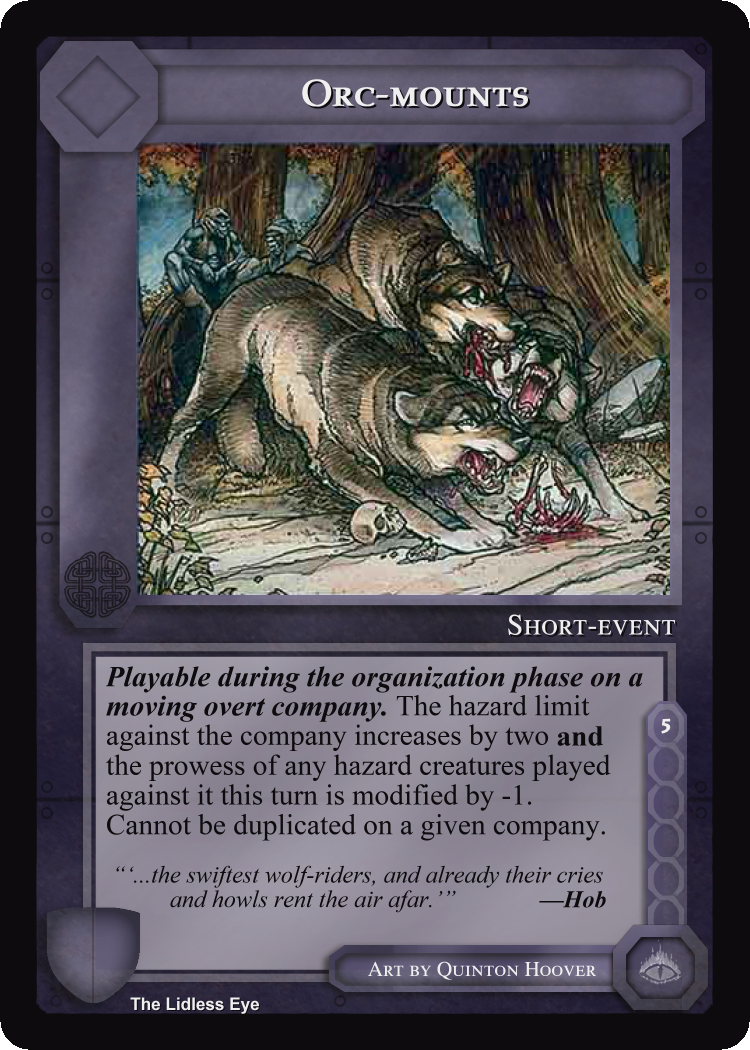 Orc-mounts
Short-event
Playable during the organization phase on a
moving overt company. The hazard limit
against the company increases by two and
the prowess of any hazard creatures played
against it this turn is modified by -1.
Cannot be duplicated on a given company.
5
“‘...the swiftest wolf-riders, and already their cries
and howls rent the air afar.’” —Hob
Art by Quinton Hoover
The Lidless Eye